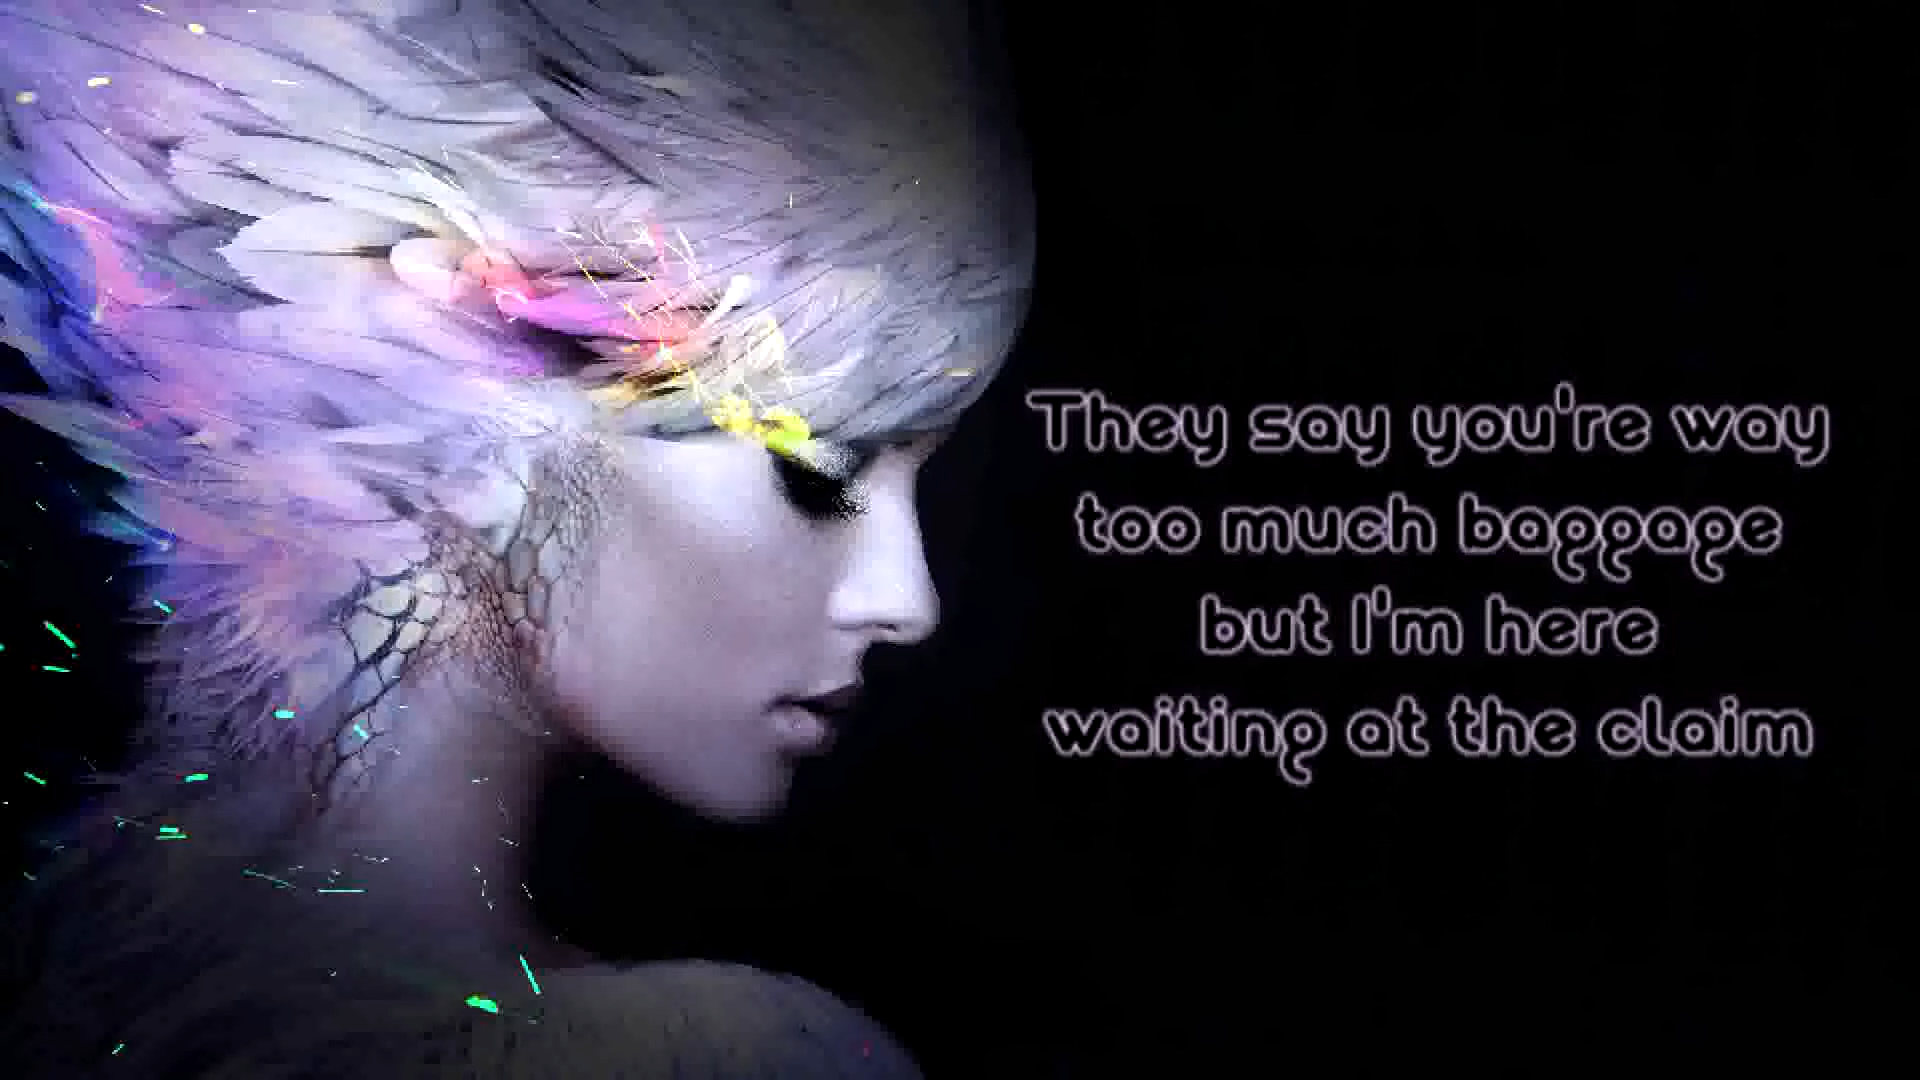 They say you're way
too much baggage
but I'm here
waiting at the claim